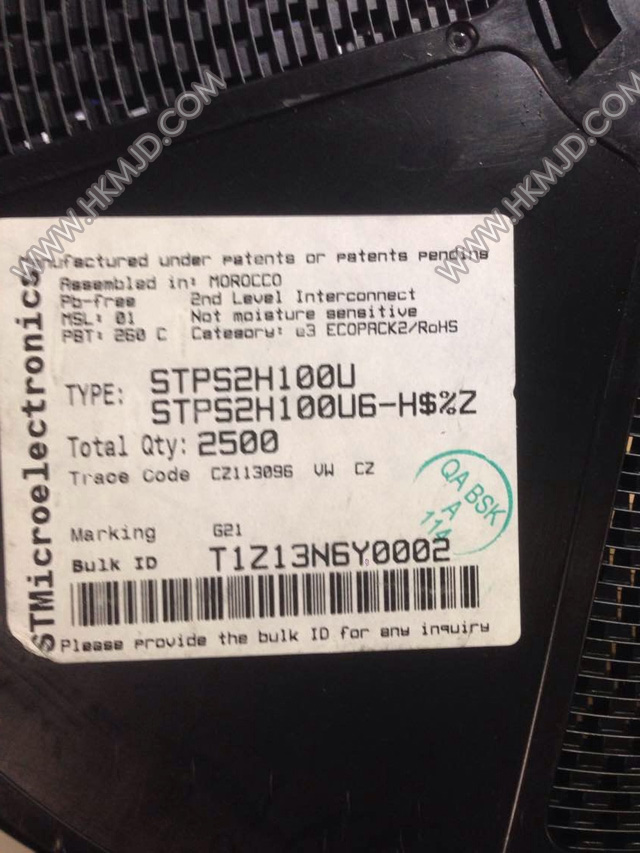 WWW.HKMJD.COM
WWW.HKMJD.COM
STMicroelectronics
Manufactured under patents or patents pending
Assembled in: MOROCCO
Pb-free 2nd Level Interconnect
MSL: 01 Not moisture sensitive
PBT: 260 C Category: e3 ECOPACK2/RoHS
TYPE: STPS2H100U
STPS2H100U6-H$%Z
Total Qty: 2500
Trace Code CZ113096 VW CZ
QA BSK
A
114
Marking G21
Bulk ID T1Z13N6Y0002
Please provide the bulk ID for any inquiry